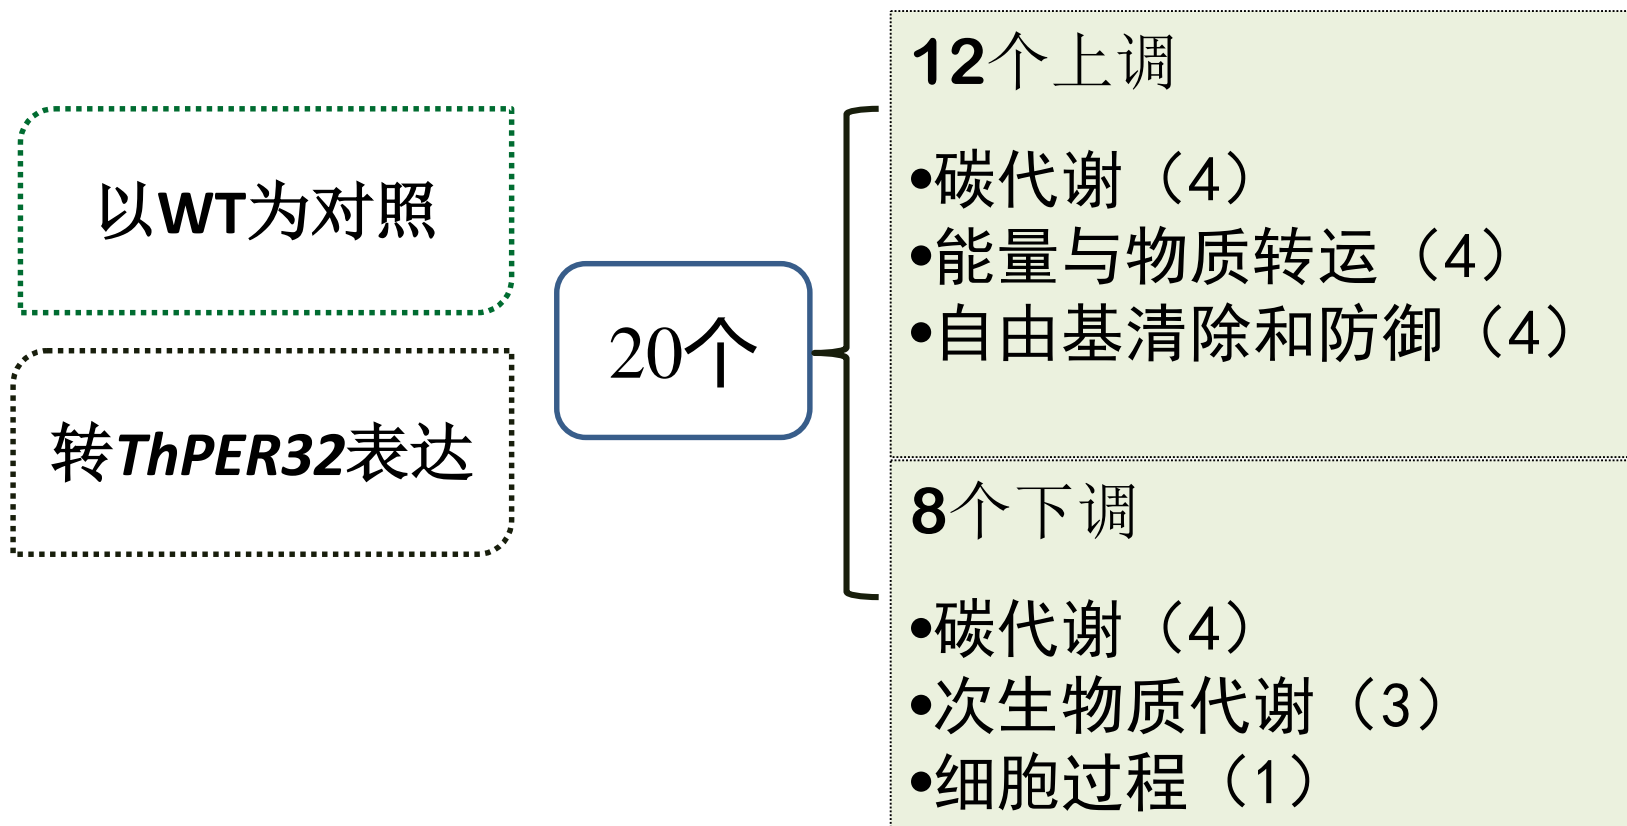 以WT为对照
转ThPER32表达
20个
12个上调
•碳代谢（4）
•能量与物质转运（4）
•自由基清除和防御（4）
8个下调
•碳代谢（4）
•次生物质代谢（3）
•细胞过程（1）